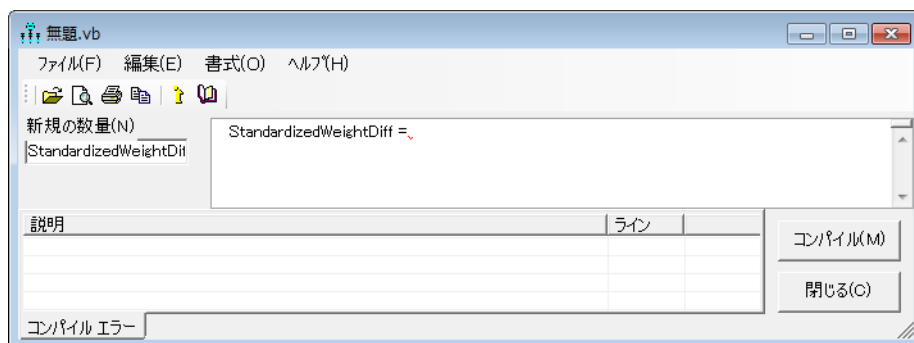 無題.vb
ファイル(F) 編集(E) 書式(O) ヘルプ(H)
新規の数量(N)
StandardizedWeightDif
StandardizedWeightDiff =
説明 ライン
コンパイル(M)
閉じる(C)
コンパイル エラー